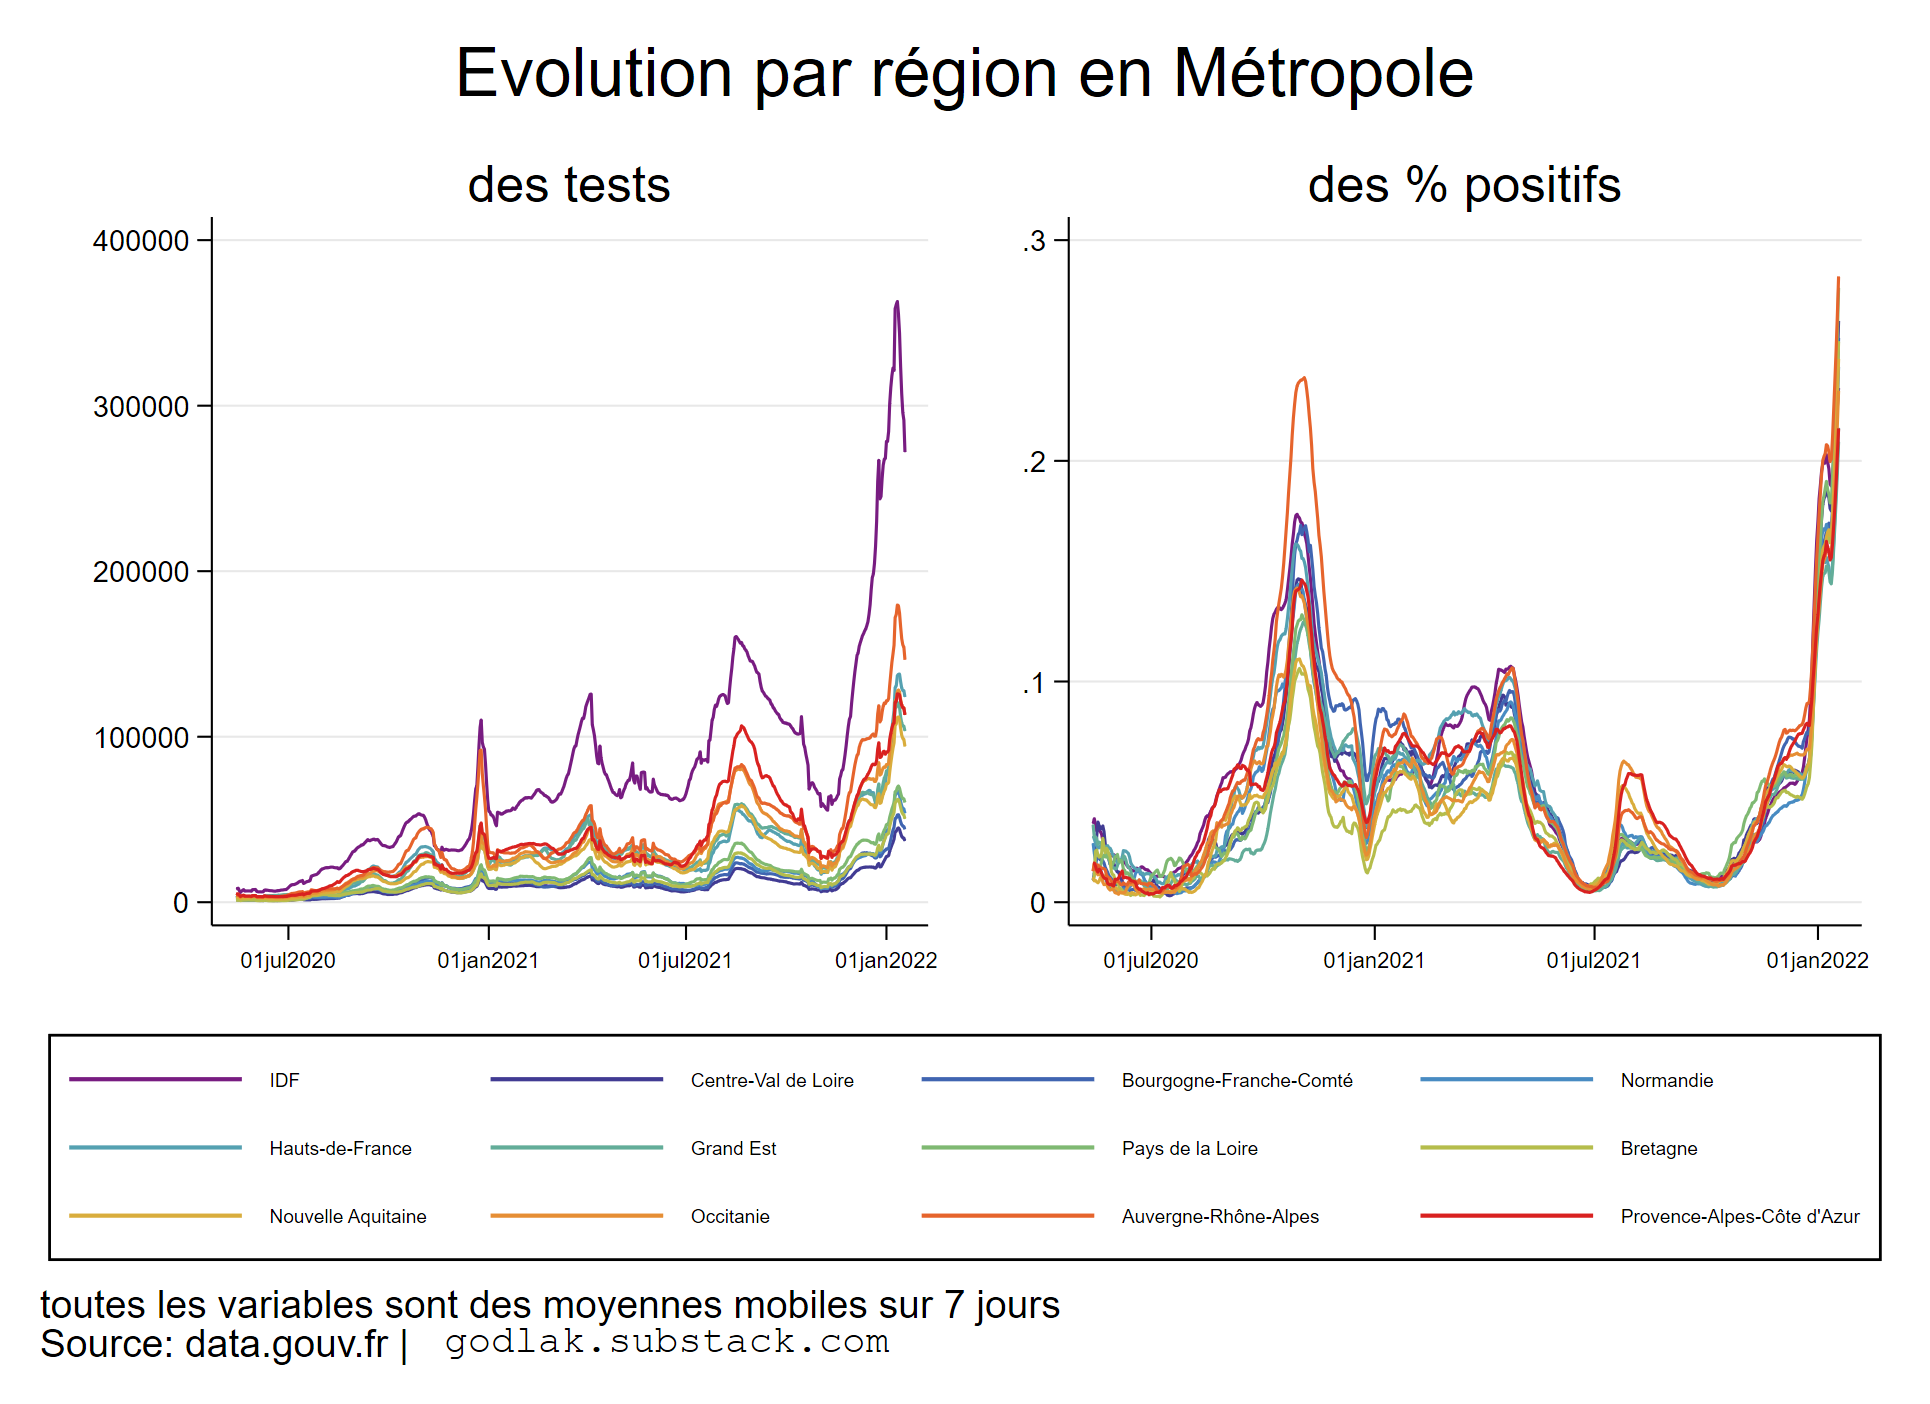 Evolution par région en Métropole
des tests
400000
300000
200000
100000
0
01jul2020 01jan2021 01jul2021 01jan2022
des % positifs
.3
.2
.1
0
01jul2020 01jan2021 01jul2021 01jan2022
IDF Centre-Val de Loire Bourgogne-Franche-Comté Normandie
Hauts-de-France Grand Est Pays de la Loire Bretagne
Nouvelle Aquitaine Occitanie Auvergne-Rhône-Alpes Provence-Alpes-Côte d'Azur
toutes les variables sont des moyennes mobiles sur 7 jours
Source: data.gouv.fr | godlak.substack.com